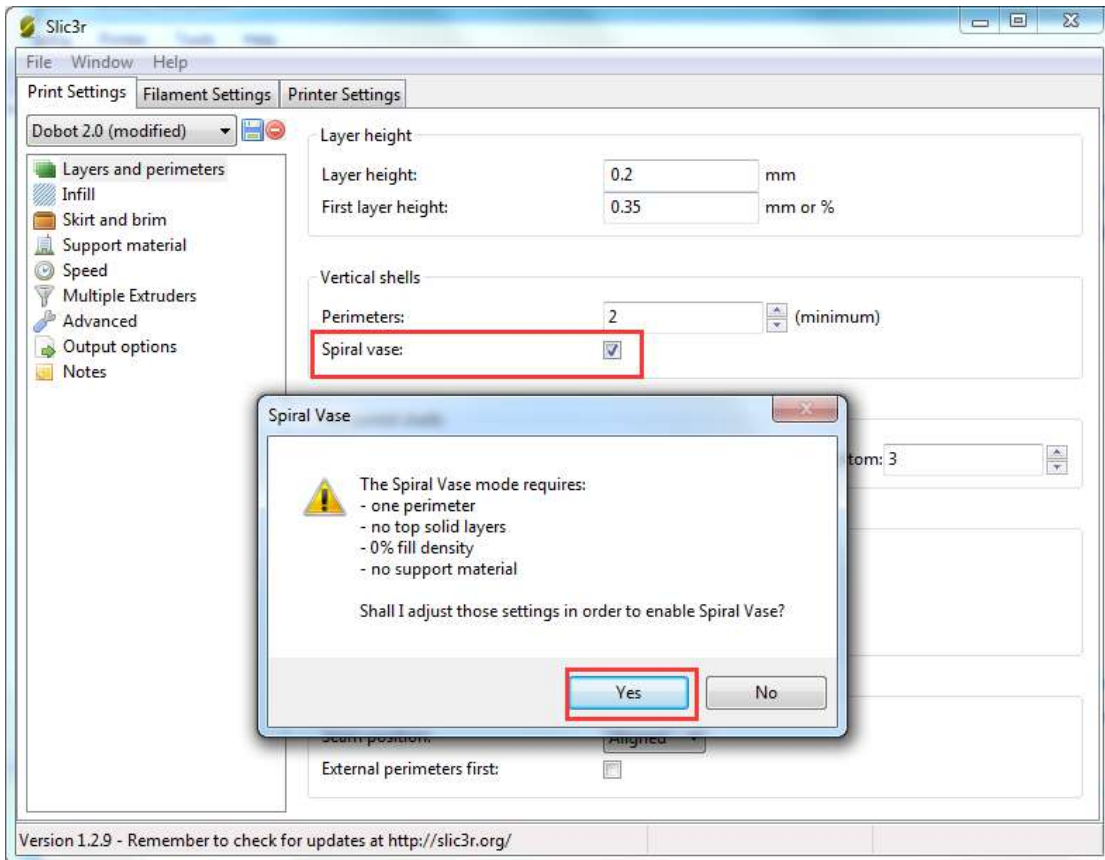 Slic3r
File Window Help
Print Settings Filament Settings Printer Settings
Dobot 2.0 (modified)
Layers and perimeters
Infill
Skirt and brim
Support material
Speed
Multiple Extruders
Advanced
Output options
Notes
Layer height
Layer height: 0.2 mm
First layer height: 0.35 mm or %
Vertical shells
Perimeters: 2 (minimum)
Spiral vase:
tom: 3
Spiral Vase
The Spiral Vase mode requires:
- one perimeter
- no top solid layers
- 0% fill density
- no support material
Shall I adjust those settings in order to enable Spiral Vase?
Yes No
Seam position: Aligned
External perimeters first:
Version 1.2.9 - Remember to check for updates at http://slic3r.org/